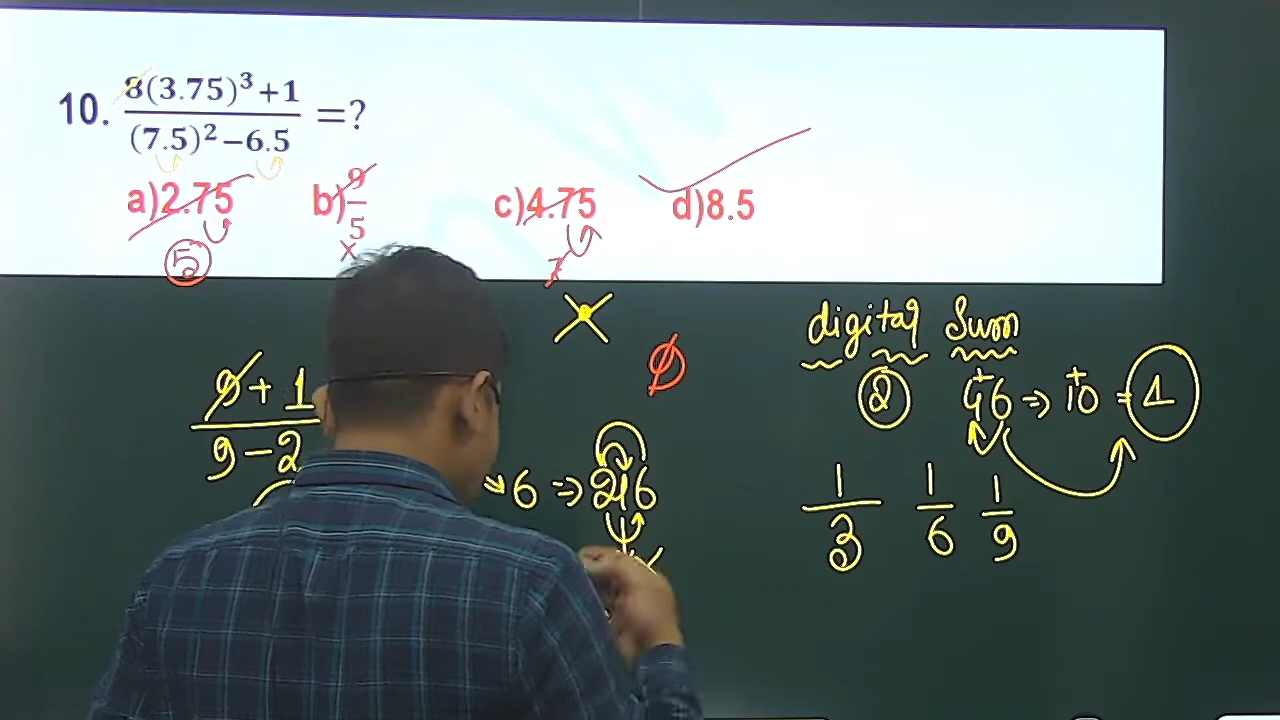 10. 8(3.75)³ +1
(7.5)² −6.5 =?
a)2.75 b) 9/5 c)4.75 d)8.5
5 x 7
digital Sum
2 46 ⇒ 10 = 1
9 + 1
9 − 2
6 ⇒ 216
1/3 1/6 1/9